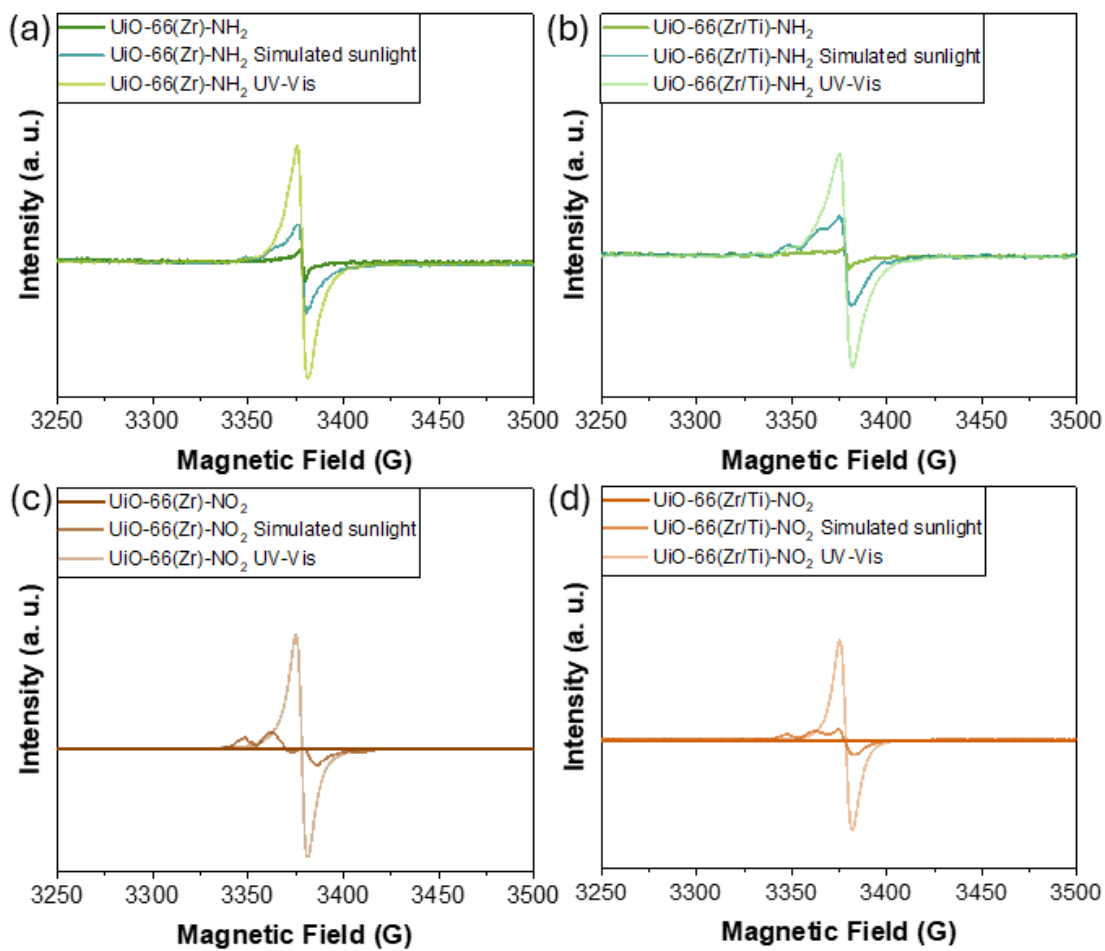 (a)
UiO-66(Zr)-NH₂
UiO-66(Zr)-NH₂ Simulated sunlight
UiO-66(Zr)-NH₂ UV-Vis
Intensity (a. u.)
3250 3300 3350 3400 3450 3500
Magnetic Field (G)
(b)
UiO-66(Zr/Ti)-NH₂
UiO-66(Zr/Ti)-NH₂ Simulated sunlight
UiO-66(Zr/Ti)-NH₂ UV-Vis
Intensity (a. u.)
3250 3300 3350 3400 3450 3500
Magnetic Field (G)
(c)
UiO-66(Zr)-NO₂
UiO-66(Zr)-NO₂ Simulated sunlight
UiO-66(Zr)-NO₂ UV-Vis
Intensity (a. u.)
3250 3300 3350 3400 3450 3500
Magnetic Field (G)
(d)
UiO-66(Zr/Ti)-NO₂
UiO-66(Zr/Ti)-NO₂ Simulated sunlight
UiO-66(Zr/Ti)-NO₂ UV-Vis
Intensity (a. u.)
3250 3300 3350 3400 3450 3500
Magnetic Field (G)